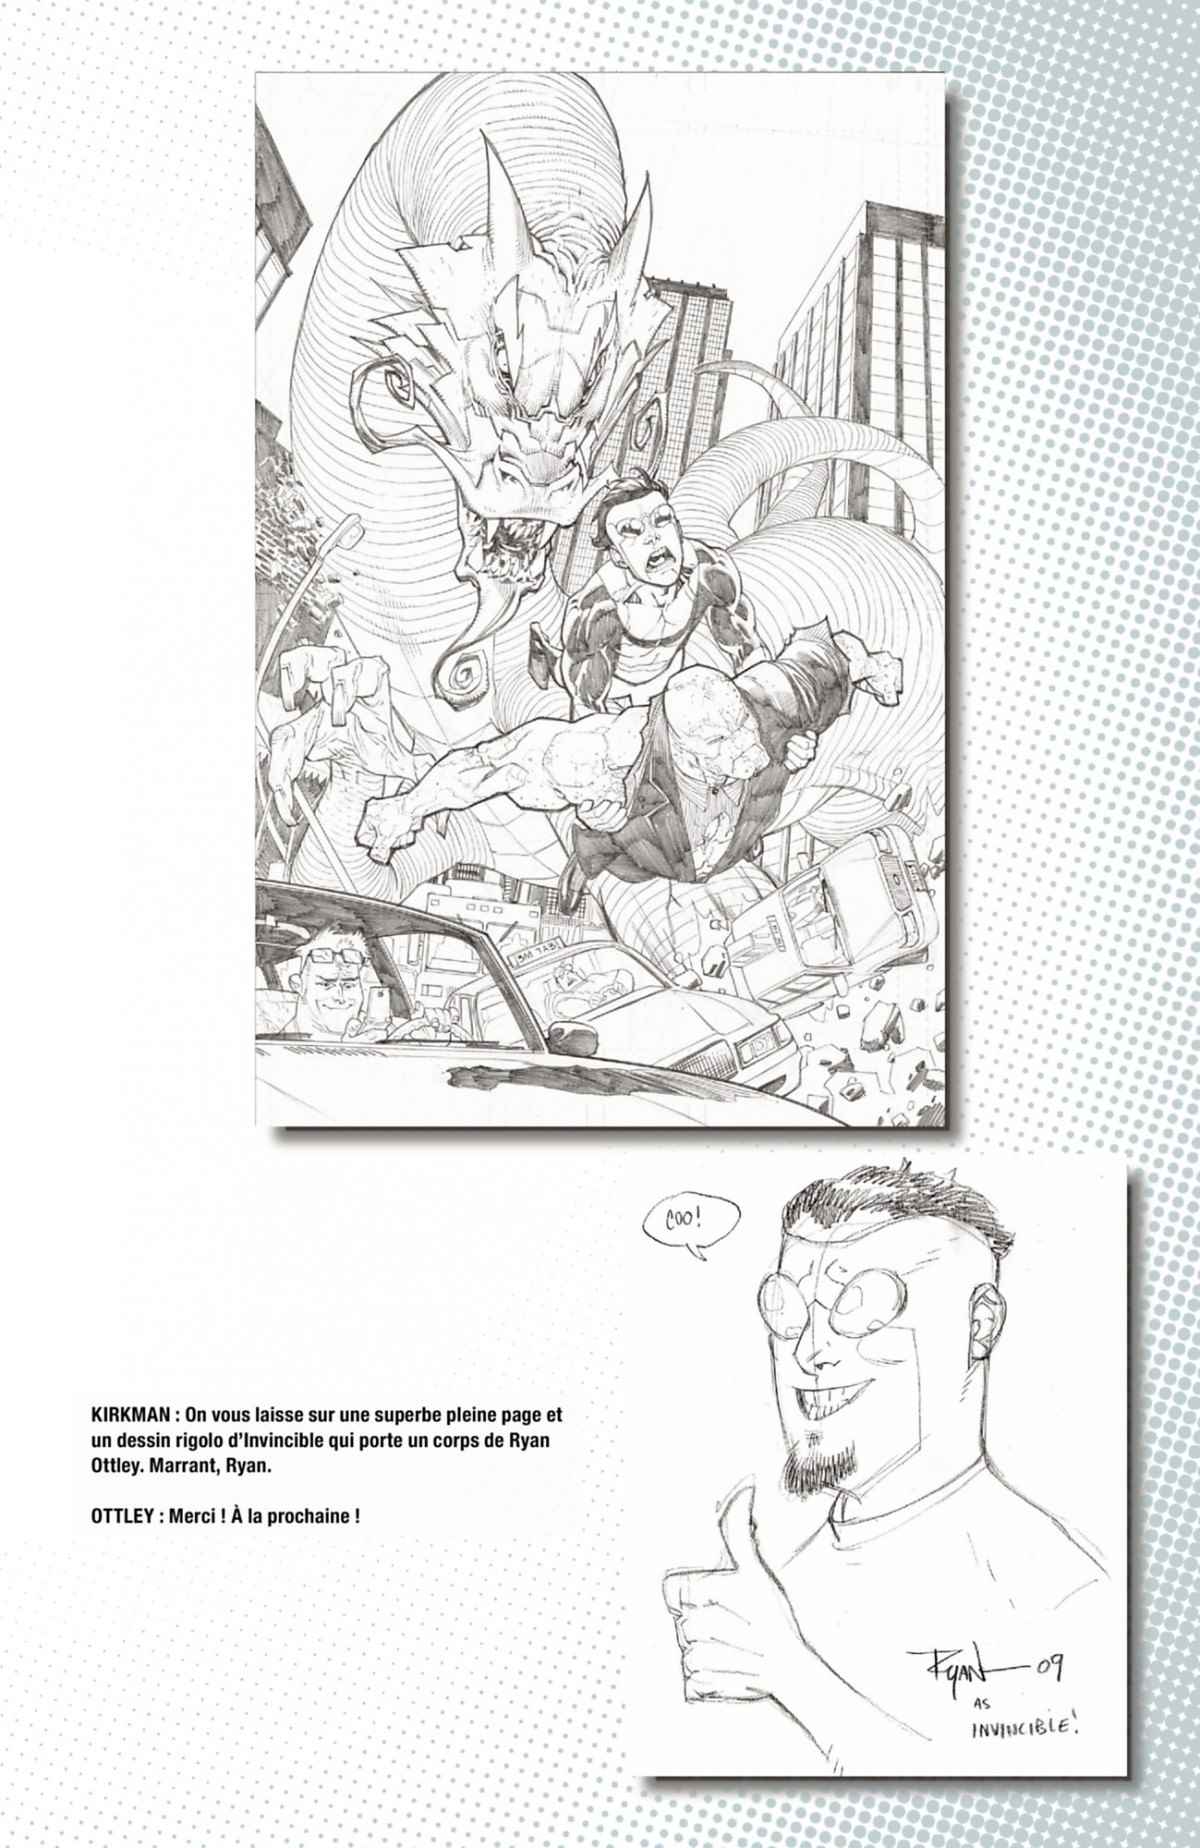 COO!
KIRKMAN : On vous laisse sur une superbe pleine page et
un dessin rigolo d'Invincible qui porte un corps de Ryan
Ottley. Marrant, Ryan.
OTTLEY : Merci ! À la prochaine !
RYAN 09
AS
INVINCIBLE!